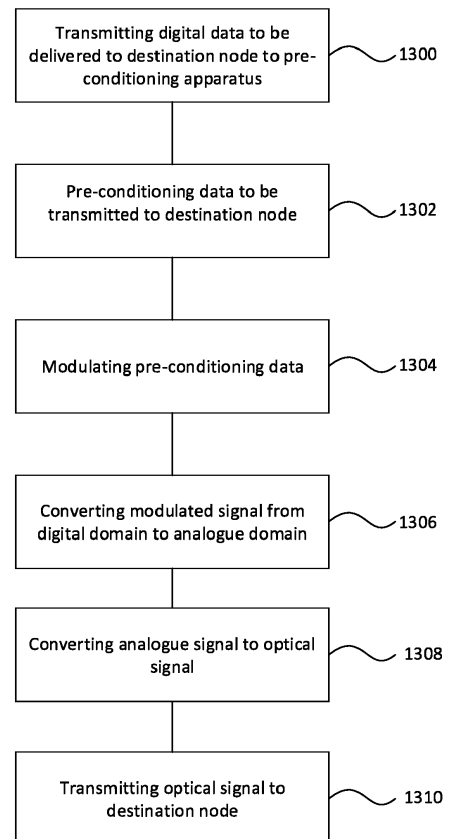 Transmitting digital data to be
delivered to destination node to pre-
conditioning apparatus
1300
Pre-conditioning data to be
transmitted to destination node
1302
Modulating pre-conditioning data
1304
Converting modulated signal from
digital domain to analogue domain
1306
Converting analogue signal to optical
signal
1308
Transmitting optical signal to
destination node
1310